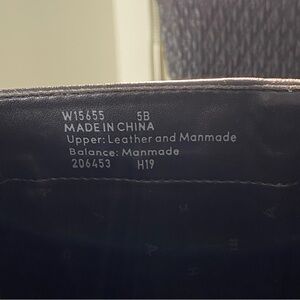 W15655 5B
MADE IN CHINA
Upper: Leather and Manmade
Balance: Manmade
206453 H19